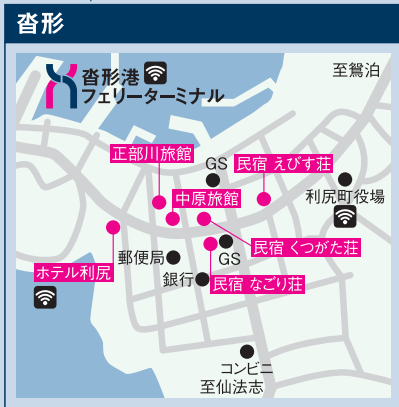 沓形
沓形港
フェリーターミナル
至鴛泊
正部川旅館
GS
民宿 えびす荘
中原旅館
利尻町役場
民宿 くつがた荘
郵便局
GS
ホテル利尻
銀行
民宿 なごり荘
コンビニ
至仙法志